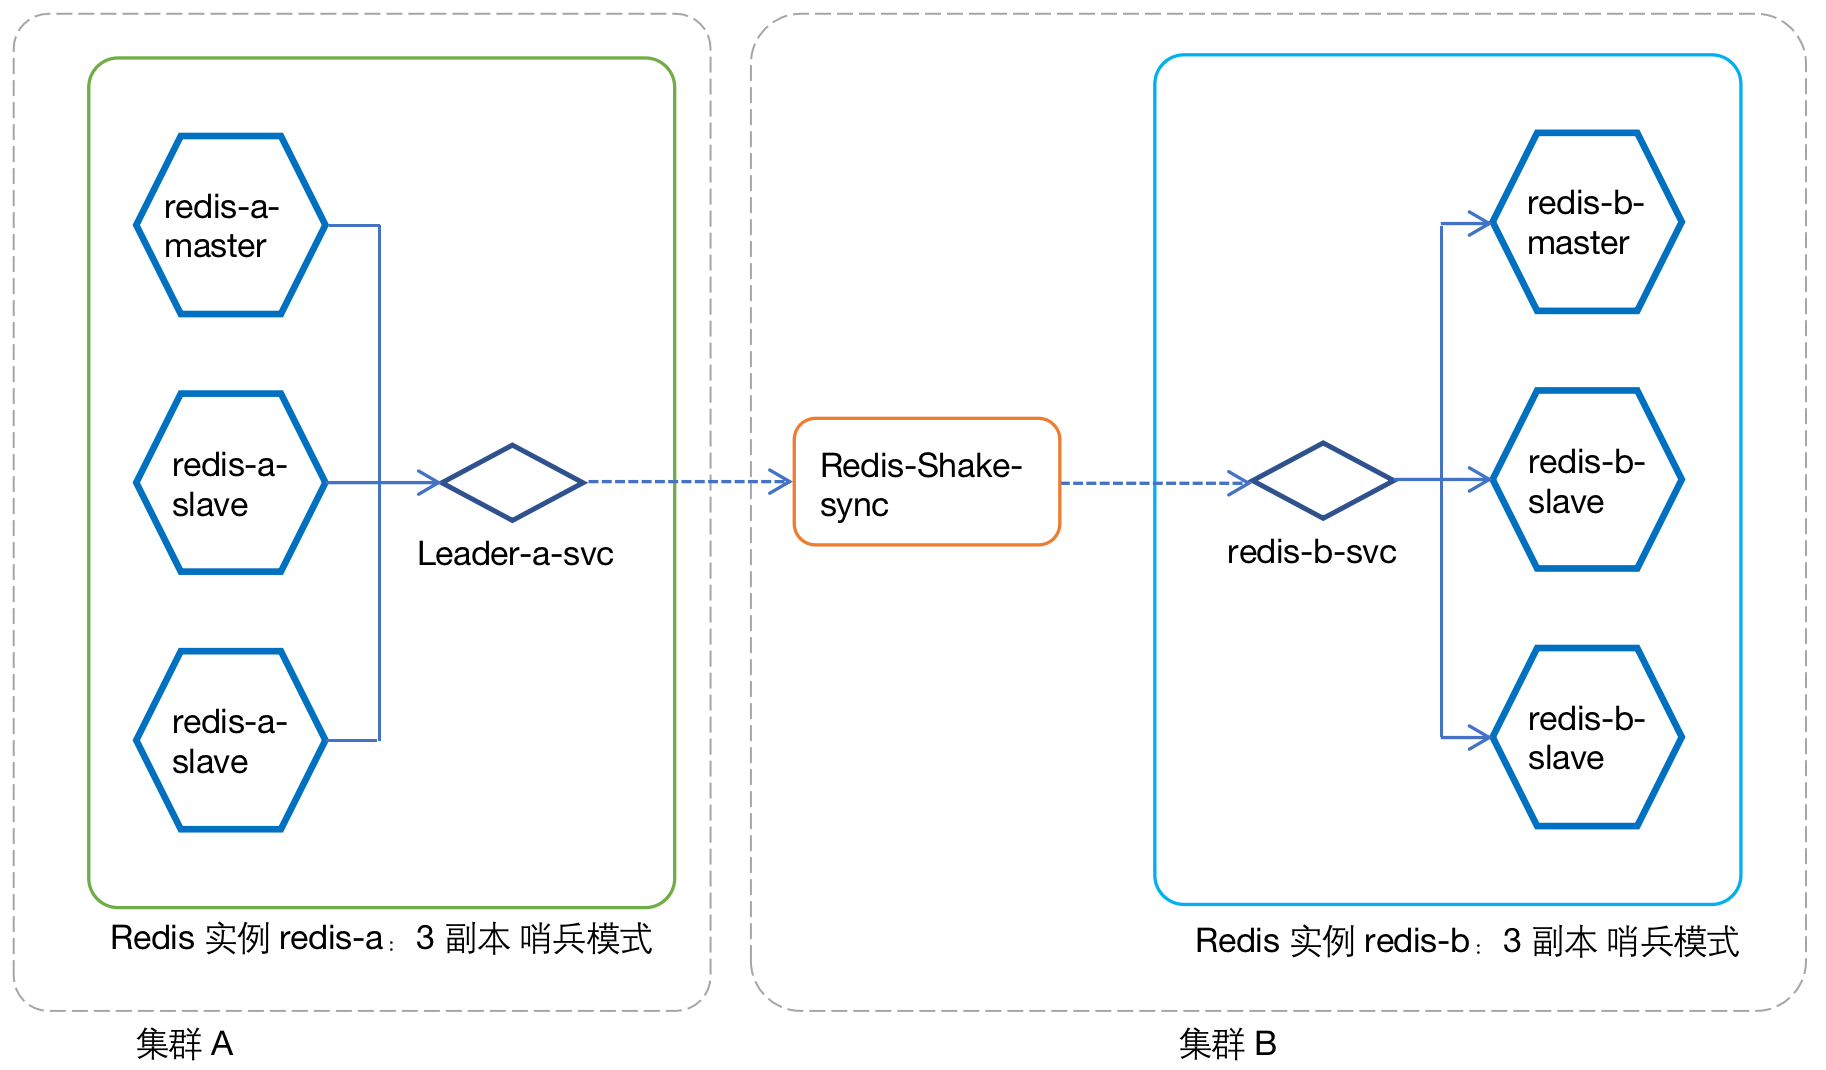 redis-a-
master
redis-a-
slave
redis-a-
slave
Leader-a-svc
Redis 实例 redis-a：3 副本 哨兵模式
集群 A
Redis-Shake-
sync
redis-b-svc
redis-b-
master
redis-b-
slave
redis-b-
slave
Redis 实例 redis-b：3 副本 哨兵模式
集群 B